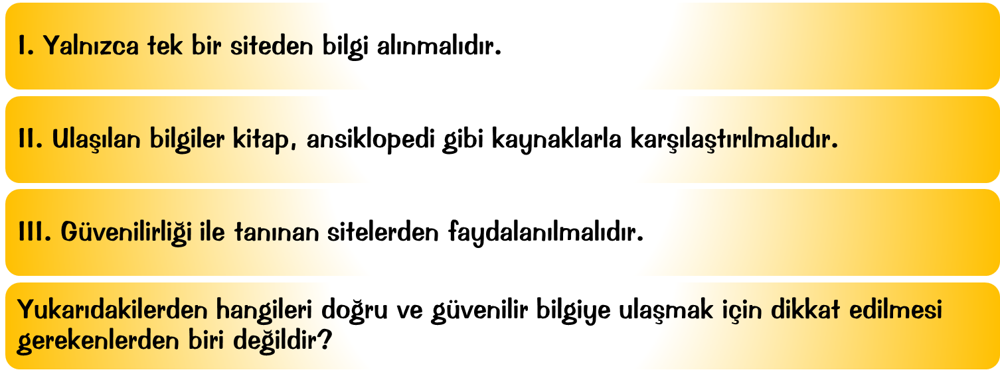 I. Yalnızca tek bir siteden bilgi alınmalıdır.
II. Ulaşılan bilgiler kitap, ansiklopedi gibi kaynaklarla karşılaştırılmalıdır.
III. Güvenilirliği ile tanınan sitelerden faydalanılmalıdır.
Yukarıdakilerden hangileri doğru ve güvenilir bilgiye ulaşmak için dikkat edilmesi
gerekenlerden biri değildir?